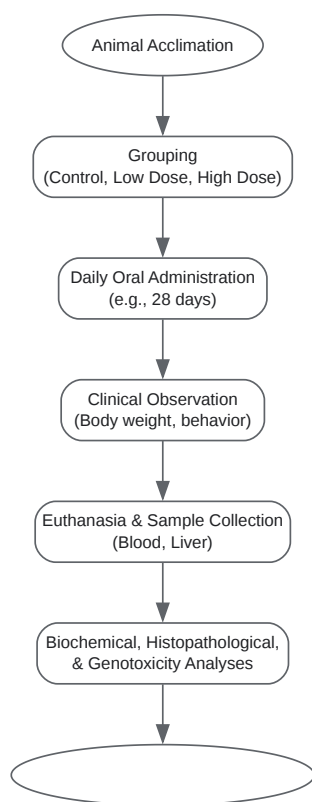 Animal Acclimation
Grouping
(Control, Low Dose, High Dose)
Daily Oral Administration
(e.g., 28 days)
Clinical Observation
(Body weight, behavior)
Euthanasia & Sample Collection
(Blood, Liver)
Biochemical, Histopathological,
& Genotoxicity Analyses